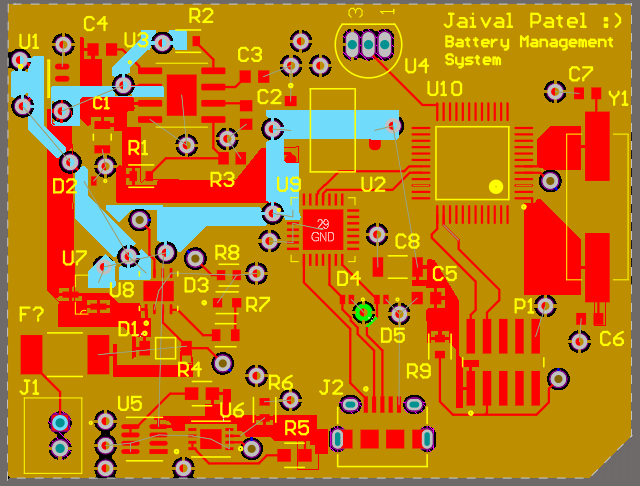 R2
3
1
Jaival Patel :)
Battery Management
System
U1
C4
U3
C3
U4
U10
C7
Y1
C1
C2
R1
R3
D2
U9
U2
29
GND
U7
U8
D3
R8
R7
D4
C8
C5
F?
D1
D5
P1
C6
R4
R9
J1
U5
U6
R6
J2
R5